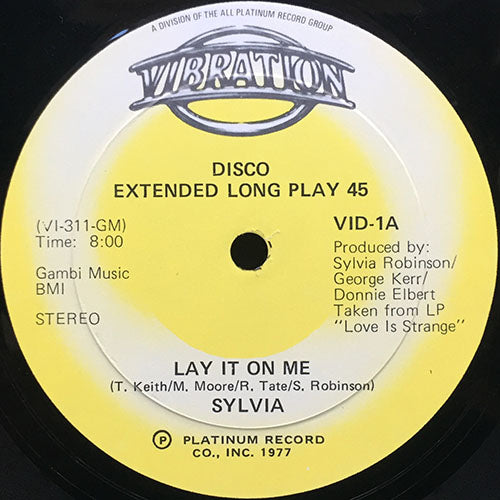 A DIVISION OF THE ALL PLATINUM RECORD GROUP
VIBRATION
DISCO
EXTENDED LONG PLAY 45
(VI-311-GM)
Time: 8:00
Gambi Music
BMI
STEREO
VID-1A
Produced by:
Sylvia Robinson/
George Kerr/
Donnie Elbert
Taken from LP
"Love Is Strange"
LAY IT ON ME
(T. Keith/M. Moore/R. Tate/S. Robinson)
SYLVIA
Ⓟ PLATINUM RECORD
CO., INC. 1977